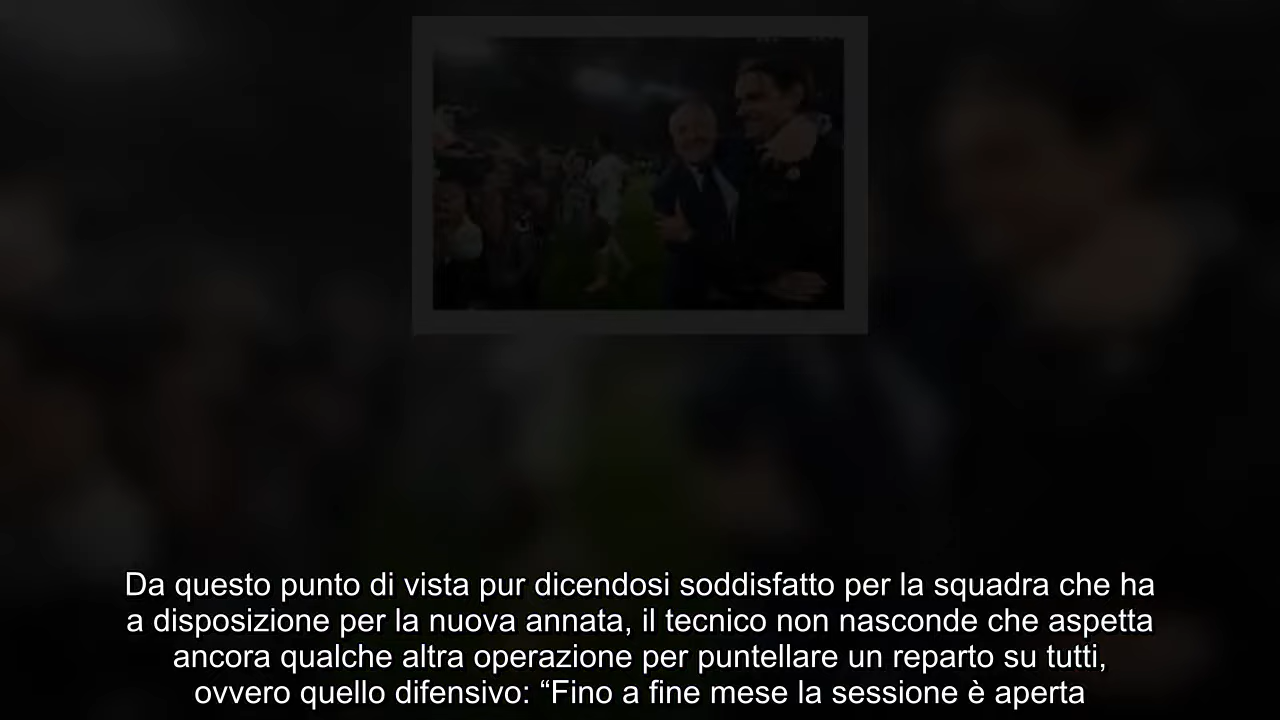 Da questo punto di vista pur dicendosi soddisfatto per la squadra che ha
a disposizione per la nuova annata, il tecnico non nasconde che aspetta
ancora qualche altra operazione per puntellare un reparto su tutti,
ovvero quello difensivo: “Fino a fine mese la sessione è aperta